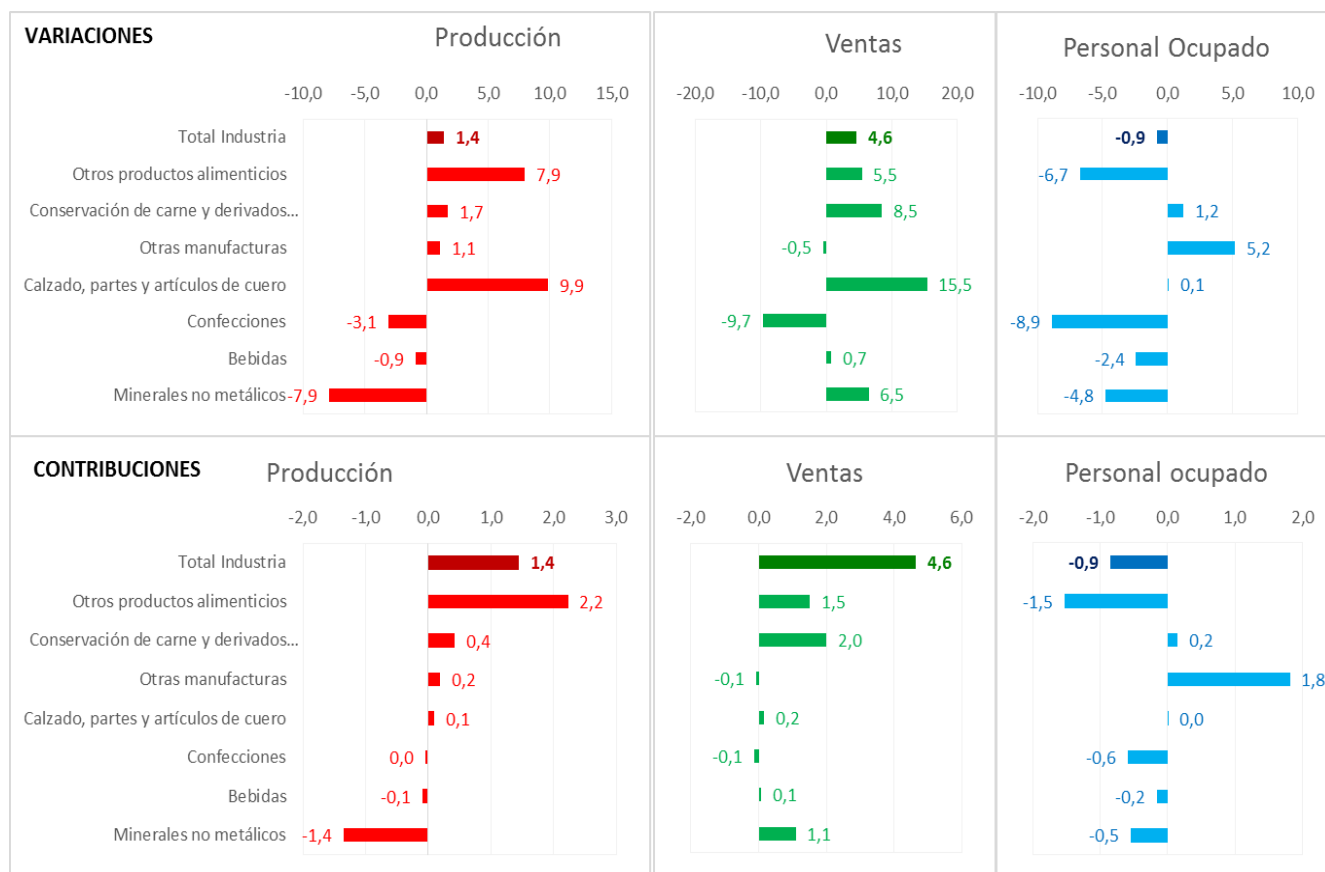 VARIACIONES
Producción
-10,0 -5,0 0,0 5,0 10,0 15,0
Total Industria 1,4
Otros productos alimenticios 7,9
Conservación de carne y derivados... 1,7
Otras manufacturas 1,1
Calzado, partes y artículos de cuero 9,9
Confecciones -3,1
Bebidas -0,9
Minerales no metálicos -7,9
Ventas
-20,0 -10,0 0,0 10,0 20,0
4,6
5,5
8,5
-0,5
15,5
-9,7
0,7
6,5
Personal Ocupado
-10,0 -5,0 0,0 5,0 10,0
-0,9
-6,7
1,2
5,2
0,1
-8,9
-2,4
-4,8
CONTRIBUCIONES
Producción
-2,0 -1,0 0,0 1,0 2,0 3,0
Total Industria 1,4
Otros productos alimenticios 2,2
Conservación de carne y derivados... 0,4
Otras manufacturas 0,2
Calzado, partes y artículos de cuero 0,1
Confecciones 0,0
Bebidas -0,1
Minerales no metálicos -1,4
Ventas
-2,0 0,0 2,0 4,0 6,0
4,6
1,5
2,0
-0,1
0,2
-0,1
0,1
1,1
Personal ocupado
-2,0 -1,0 0,0 1,0 2,0
-0,9
-1,5
0,2
1,8
0,0
-0,6
-0,2
-0,5